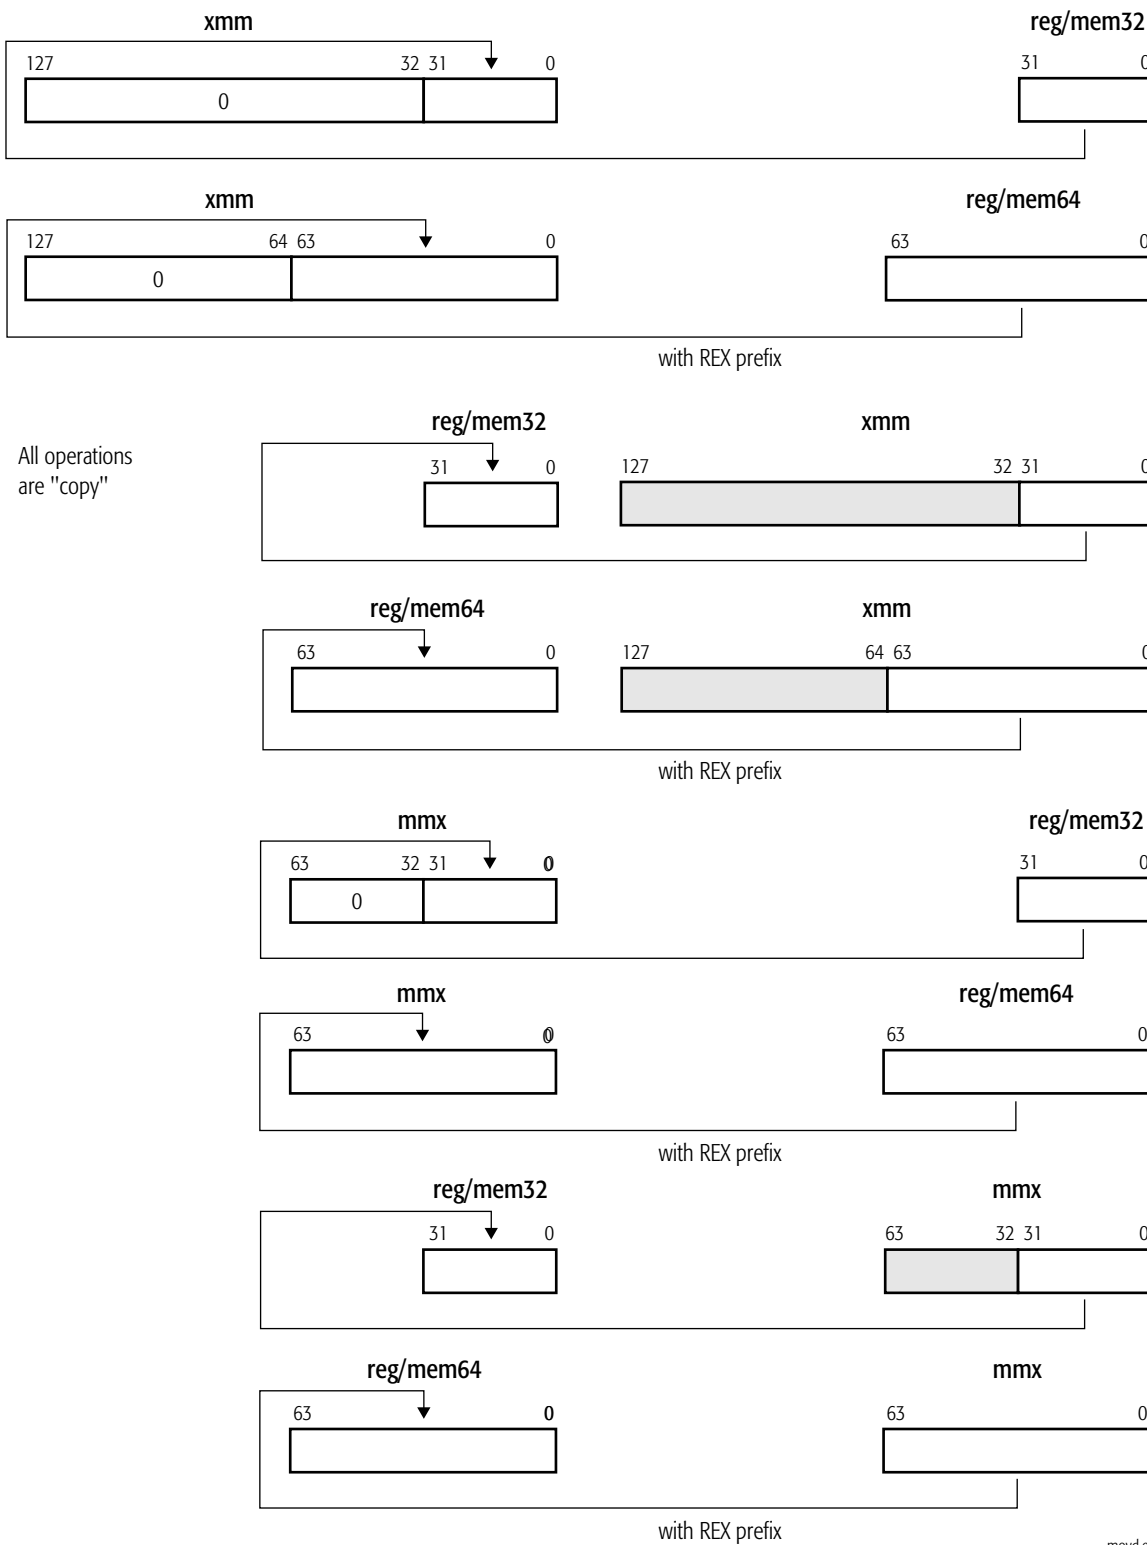 xmm reg/mem32
127 32 31 0 31 0
0
xmm reg/mem64
127 64 63 0 63 0
0
with REX prefix
reg/mem32 xmm
All operations
are "copy"
31 0 127 32 31 0
reg/mem64 xmm
63 0 127 64 63 0
with REX prefix
mmx reg/mem32
63 32 31 0 31 0
0
mmx reg/mem64
63 0 63 0
with REX prefix
reg/mem32 mmx
31 0 63 32 31 0
reg/mem64 mmx
63 0 63 0
with REX prefix